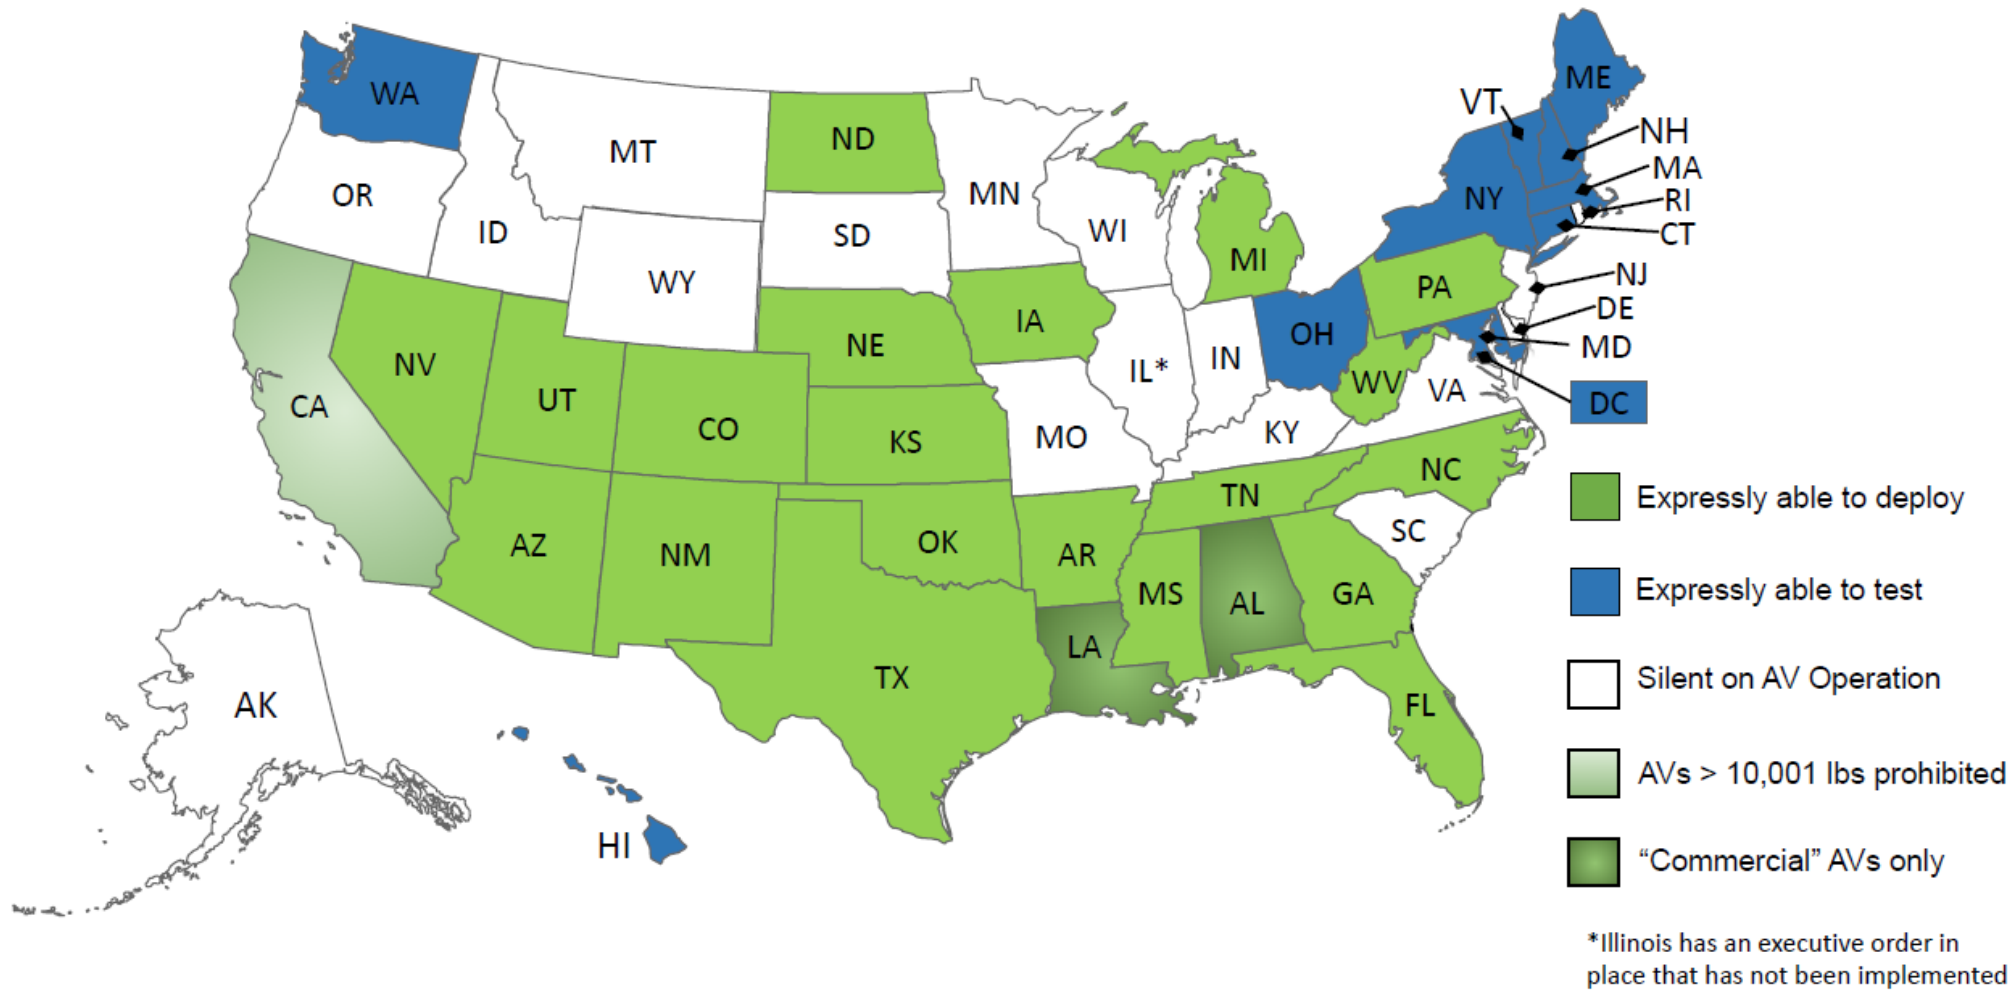 WA
ME
VT
ND
NH
MT
MA
OR
MN
NY
RI
ID
WI
SD
CT
MI
WY
NJ
PA
DE
IA
OH
NE
MD
IN
NV
IL*
WV
VA
UT
DC
CA
CO
KY
MO
KS
NC
TN
Expressly able to deploy
SC
OK
AZ
NM
AR
MS
AL
GA
Expressly able to test
LA
TX
Silent on AV Operation
AK
FL
AVs > 10,001 lbs prohibited
HI
“Commercial” AVs only
*Illinois has an executive order in
place that has not been implemented